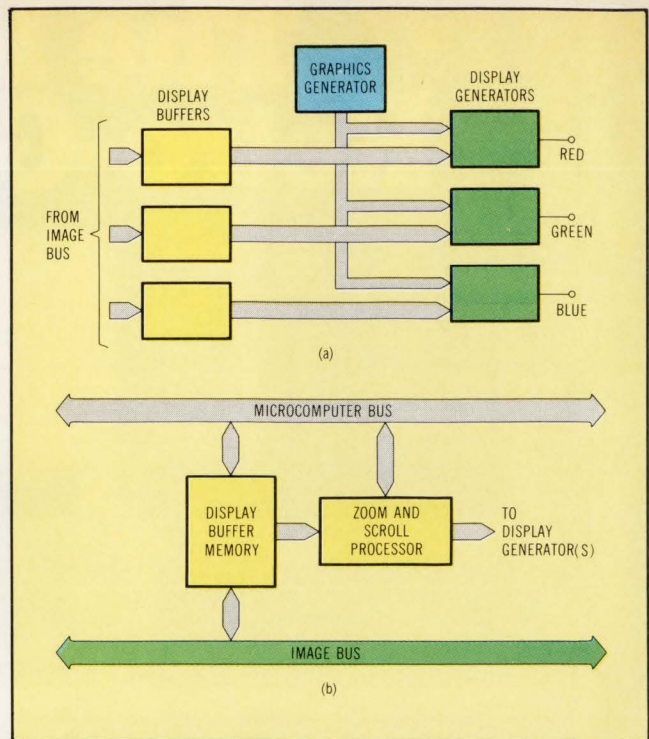 GRAPHICS
GENERATOR
DISPLAY
BUFFERS
DISPLAY
GENERATORS
RED
FROM
IMAGE
BUS
GREEN
BLUE
(a)
MICROCOMPUTER BUS
DISPLAY
BUFFER
MEMORY
ZOOM AND
SCROLL
PROCESSOR
TO
DISPLAY
GENERATOR(S)
IMAGE BUS
(b)